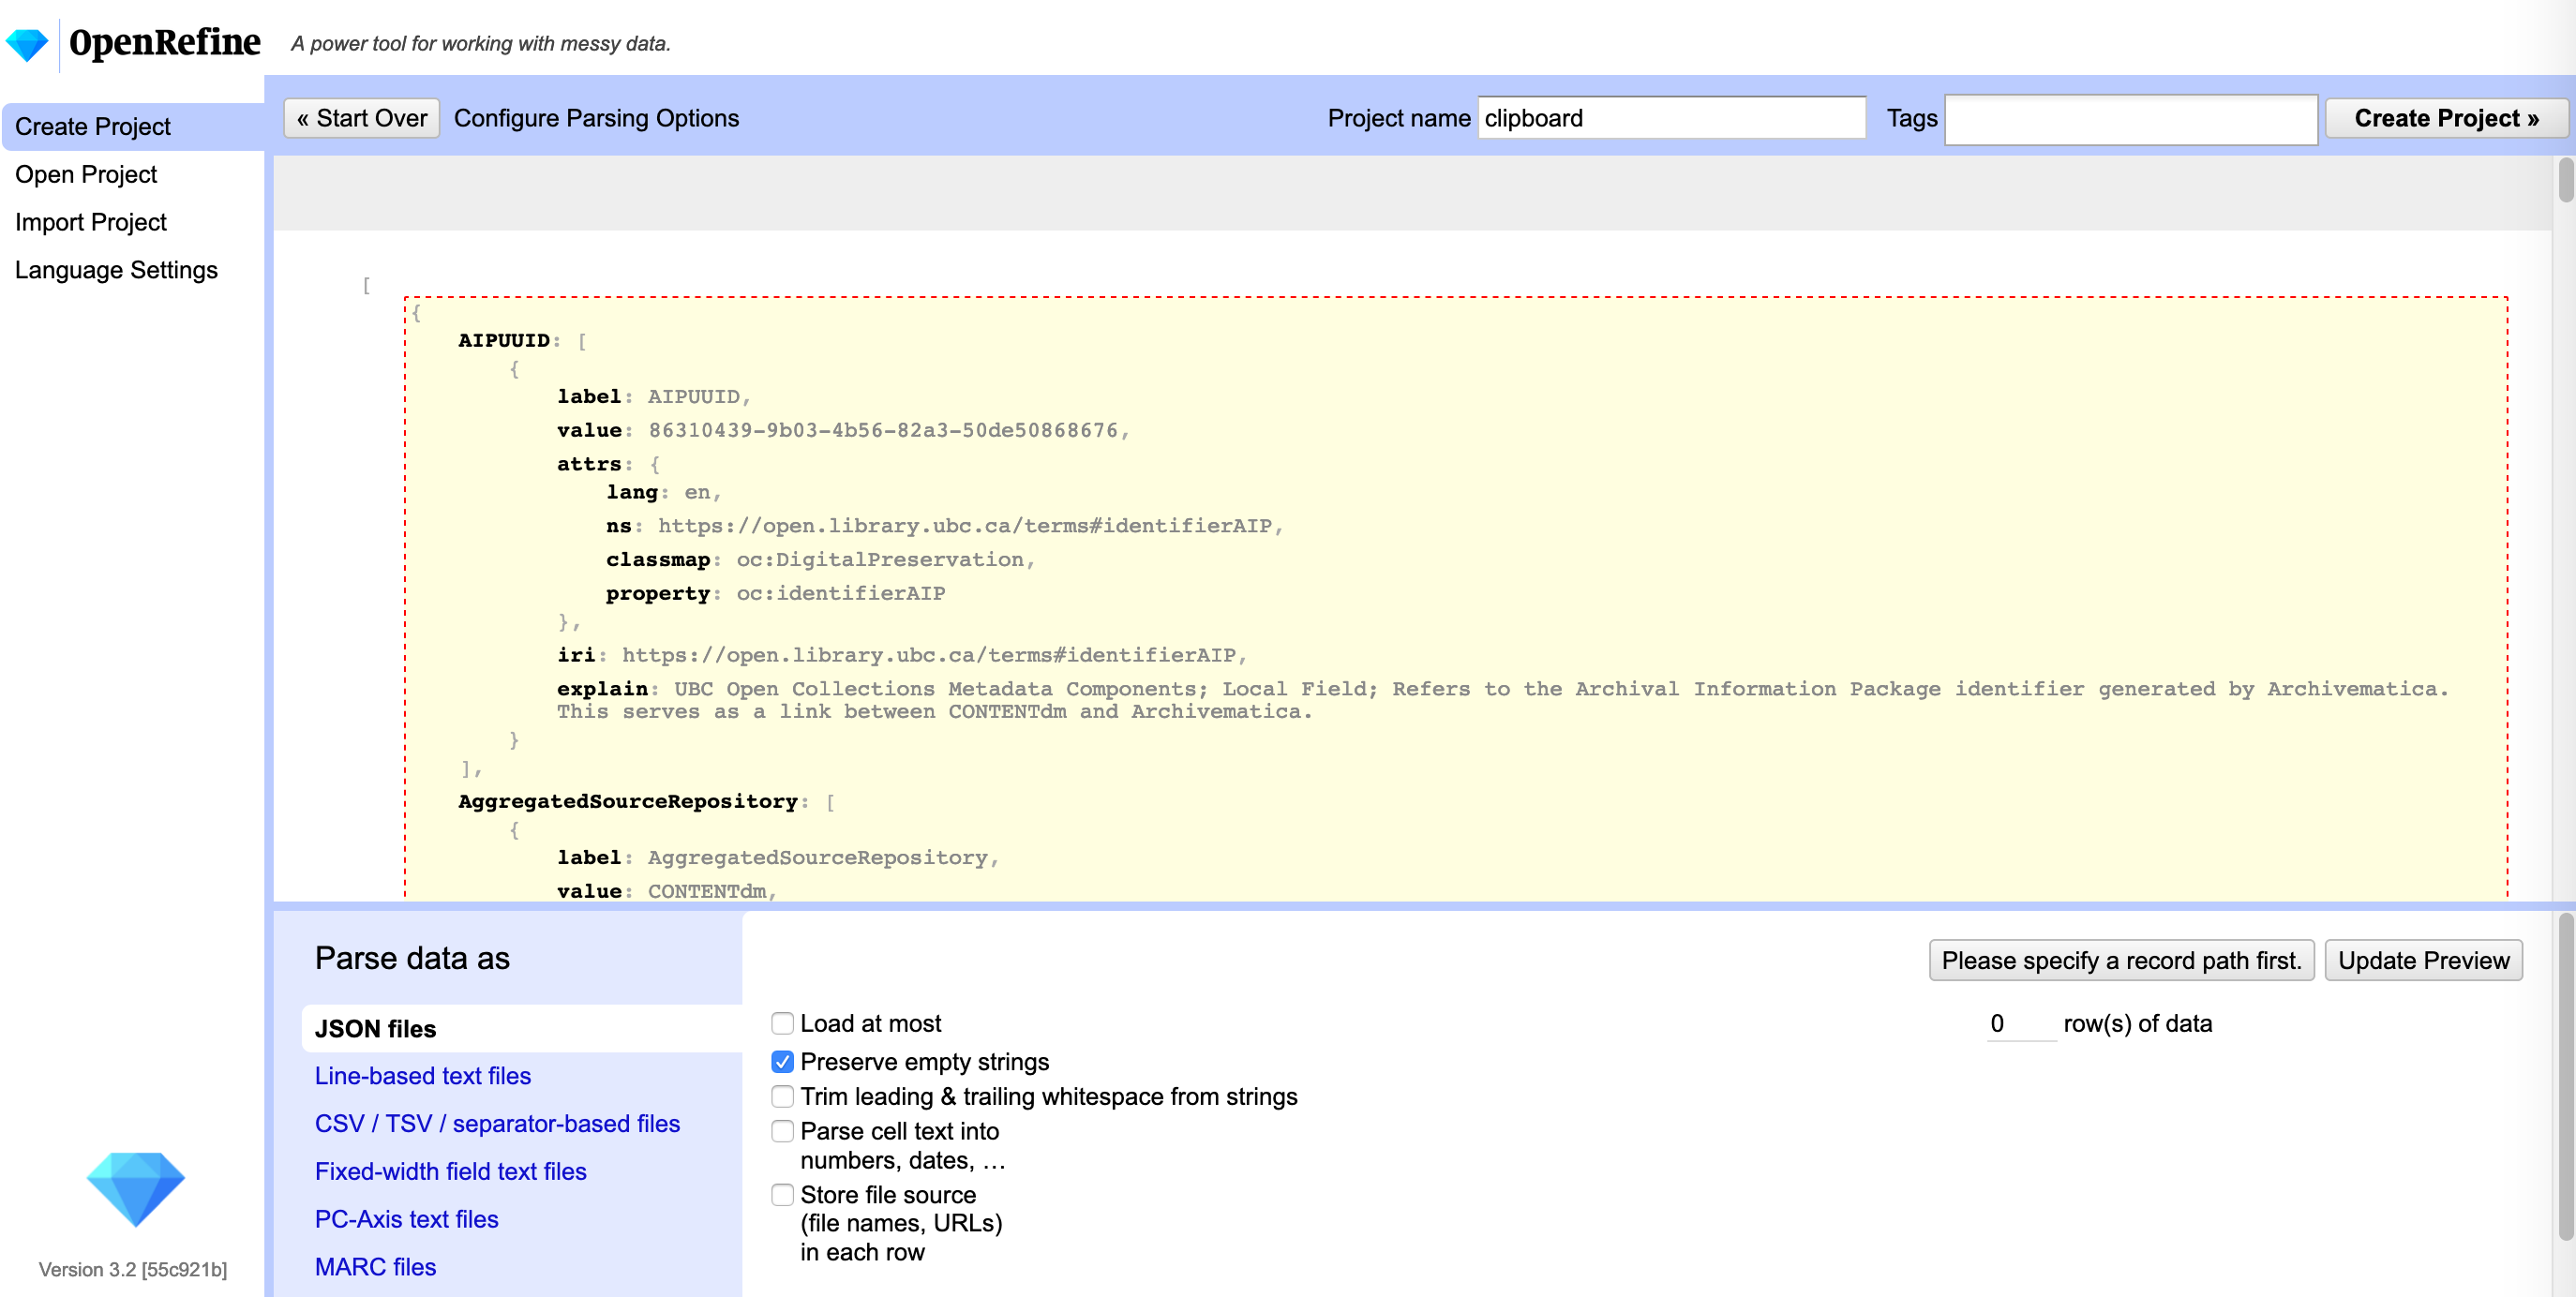 OpenRefine A power tool for working with messy data.
Create Project
Open Project
Import Project
Language Settings
« Start Over Configure Parsing Options Project name clipboard Tags Create Project »
[
{
AIPUUID: [
{
label: AIPUUID,
value: 86310439-9b03-4b56-82a3-50de50868676,
attrs: {
lang: en,
ns: https://open.library.ubc.ca/terms#identifierAIP,
classmap: oc:DigitalPreservation,
property: oc:identifierAIP
},
iri: https://open.library.ubc.ca/terms#identifierAIP,
explain: UBC Open Collections Metadata Components; Local Field; Refers to the Archival Information Package identifier generated by Archivematica.
This serves as a link between CONTENTdm and Archivematica.
}
],
AggregatedSourceRepository: [
{
label: AggregatedSourceRepository,
value: CONTENTdm,
Parse data as
JSON files
Line-based text files
CSV / TSV / separator-based files
Fixed-width field text files
PC-Axis text files
MARC files
Please specify a record path first. Update Preview
Load at most 0 row(s) of data
Preserve empty strings
Trim leading & trailing whitespace from strings
Parse cell text into
numbers, dates, …
Store file source
(file names, URLs)
in each row
Version 3.2 [55c921b]